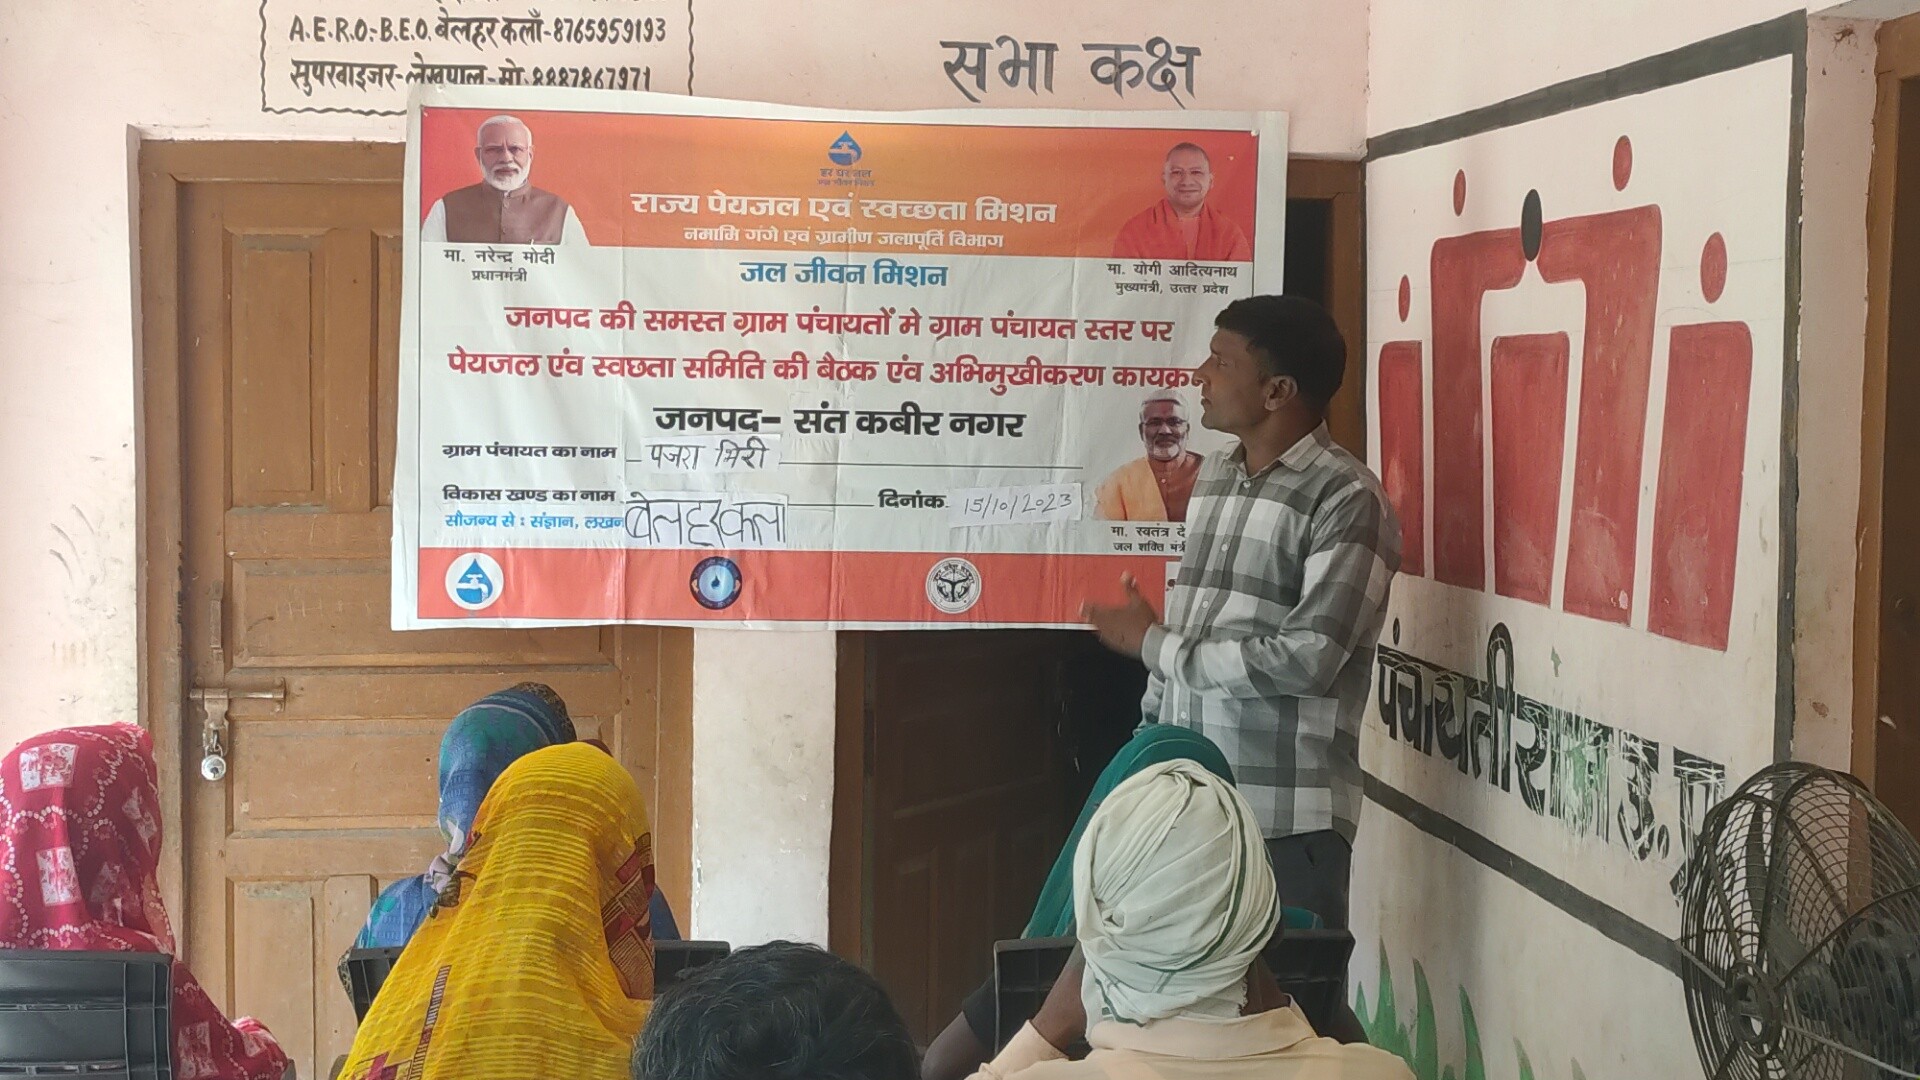 A.E.R.O:-B.E.O. बेलहर कलाँ-8765959193
सुपरवाइजर-लेखपाल-मो. 8887867971
सभा कक्ष
हर घर जल
राज्य पेयजल एवं स्वच्छता मिशन
नमामि गंगे एवं ग्रामीण जलापूर्ति विभाग
मा. नरेन्द्र मोदी
प्रधानमंत्री
जल जीवन मिशन
मा. योगी आदित्यनाथ
मुख्यमंत्री, उत्तर प्रदेश
जनपद की समस्त ग्राम पंचायतों मे ग्राम पंचायत स्तर पर
पेयजल एंव स्वछता समिति की बैठक एंव अभिमुखीकरण
जनपद- संत कबीर नगर
ग्राम पंचायत का नाम पजरा भिरी
विकास खण्ड का नाम बेलहरकला दिनांक 15/10/2023
सौजन्य से : संज्ञान,
मा. स्वतंत्र
जल शक्ति
पंचायतीराज उ.